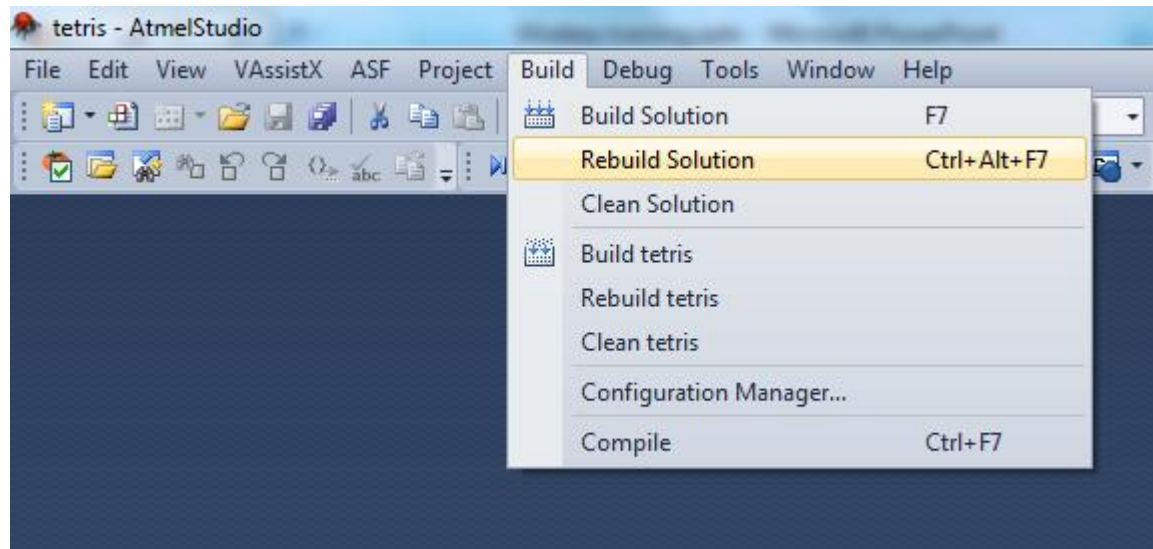 tetris - AtmelStudio
File Edit View VAssistX ASF Project Build Debug Tools Window Help
Build Solution F7
Rebuild Solution Ctrl+Alt+F7
Clean Solution
Build tetris
Rebuild tetris
Clean tetris
Configuration Manager...
Compile Ctrl+F7